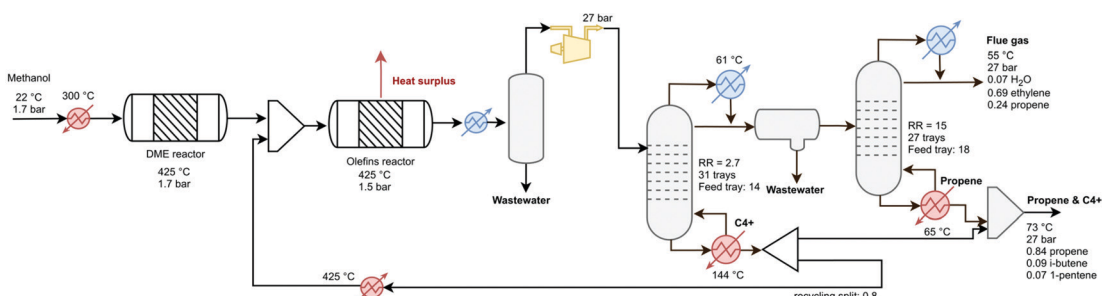 Methanol
22 °C
1.7 bar
300 °C
DME reactor
425 °C
1.7 bar
Heat surplus
Olefins reactor
425 °C
1.5 bar
Wastewater
27 bar
61 °C
RR = 2.7
31 trays
Feed tray: 14
Wastewater
C4+
144 °C
425 °C
recycling split: 0.8
RR = 15
27 trays
Feed tray: 18
Flue gas
55 °C
27 bar
0.07 H₂O
0.69 ethylene
0.24 propene
Propene
65 °C
Propene & C4+
73 °C
27 bar
0.84 propene
0.09 i-butene
0.07 1-pentene